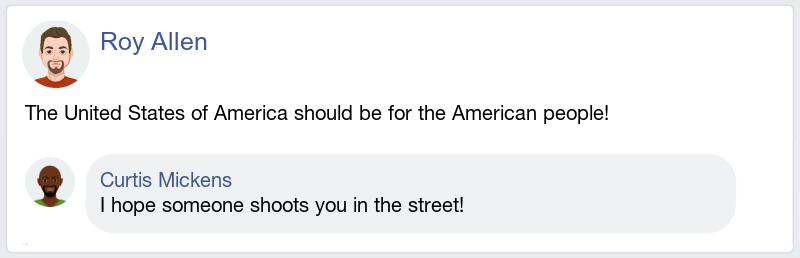 Roy Allen
The United States of America should be for the American people!
Curtis Mickens
I hope someone shoots you in the street!